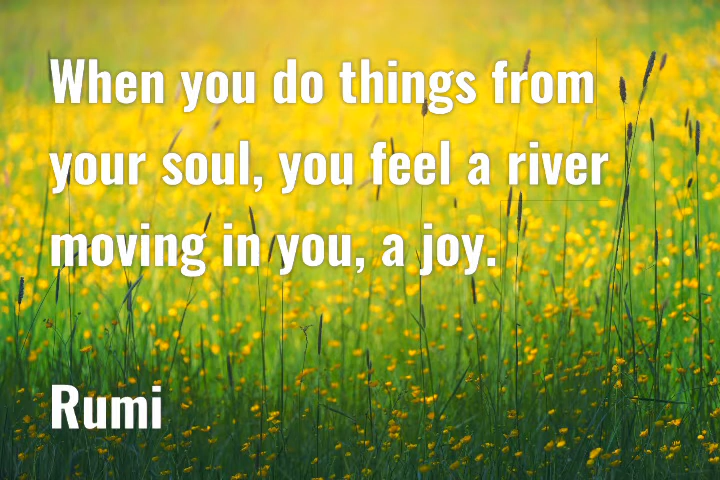 When you do things from
your soul, you feel a river
moving in you, a joy.
Rumi